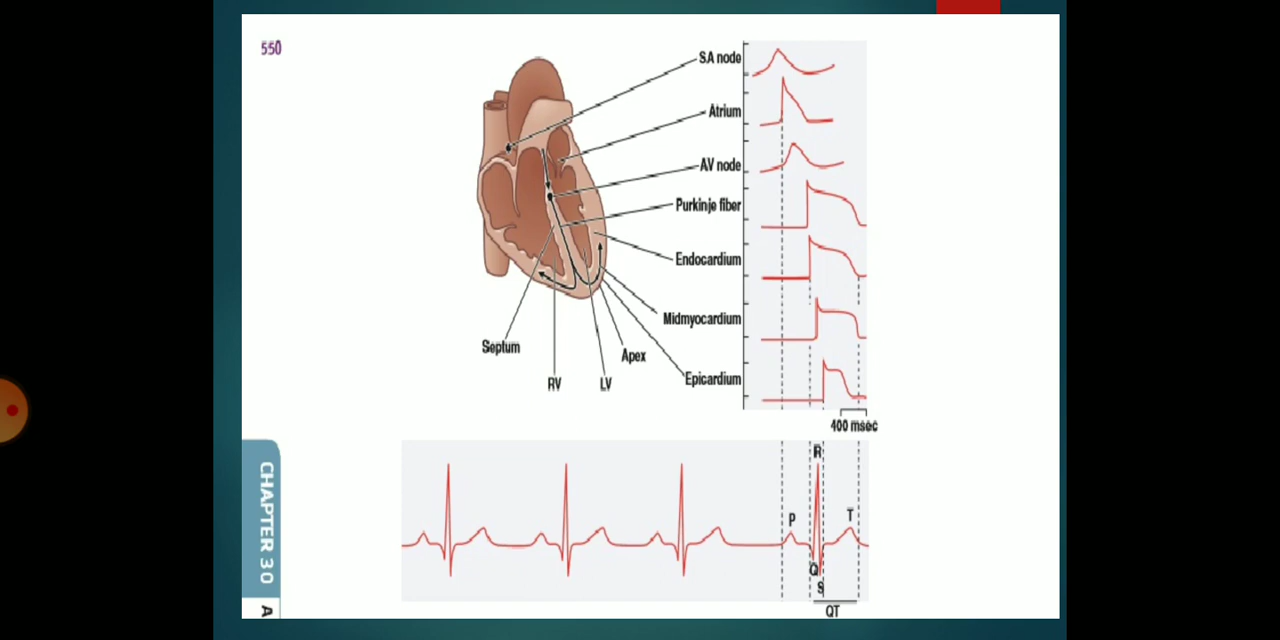 550
SA node
Atrium
AV node
Purkinje fiber
Endocardium
Midmyocardium
Septum
Apex
Epicardium
RV
LV
400 msec
R
P
T
Q
S
QT
CHAPTER 30
A